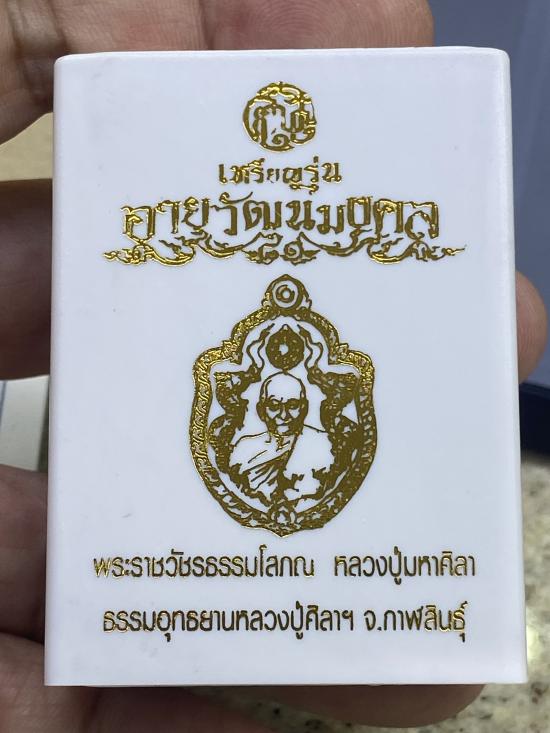 เหรียญรุ่น
อายุวัฒนมงคล
๘๑
พระราชวัชรธรรมโสภณ หลวงปู่มหาศิลา
ธรรมอุทธยานหลวงปู่ศิลาฯ จ.กาฬสินธุ์